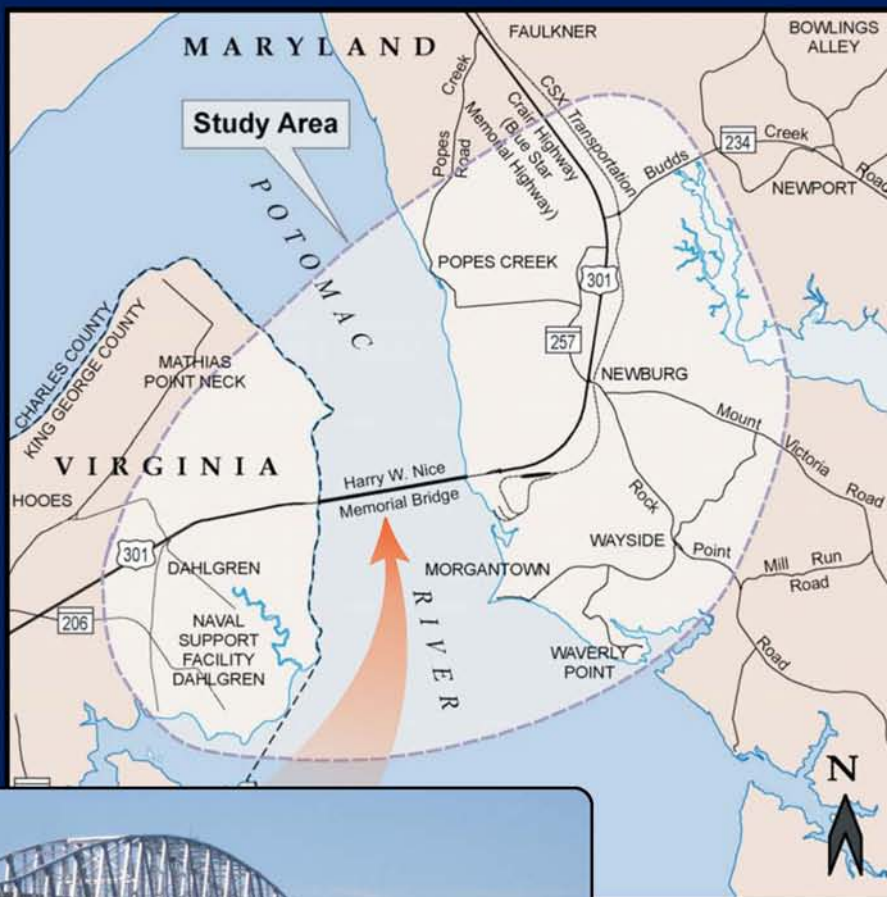 MARYLAND
FAULKNER
BOWLINGS
ALLEY
Study Area
Popes Creek
Road
CSX Transportation
Crain Highway
(Blue Star
Memorial Highway)
234
Budds Creek Road
NEWPORT
POTOMAC
RIVER
POPES CREEK
301
257
CHARLES COUNTY
KING GEORGE COUNTY
MATHIAS
POINT NECK
NEWBURG
Mount Victoria Road
VIRGINIA
HOOES
Harry W. Nice
Memorial Bridge
Rock Point Road
301
DAHLGREN
MORGANTOWN
WAYSIDE
Mill Run
Road
206
NAVAL
SUPPORT
FACILITY
DAHLGREN
WAVERLY
POINT
N